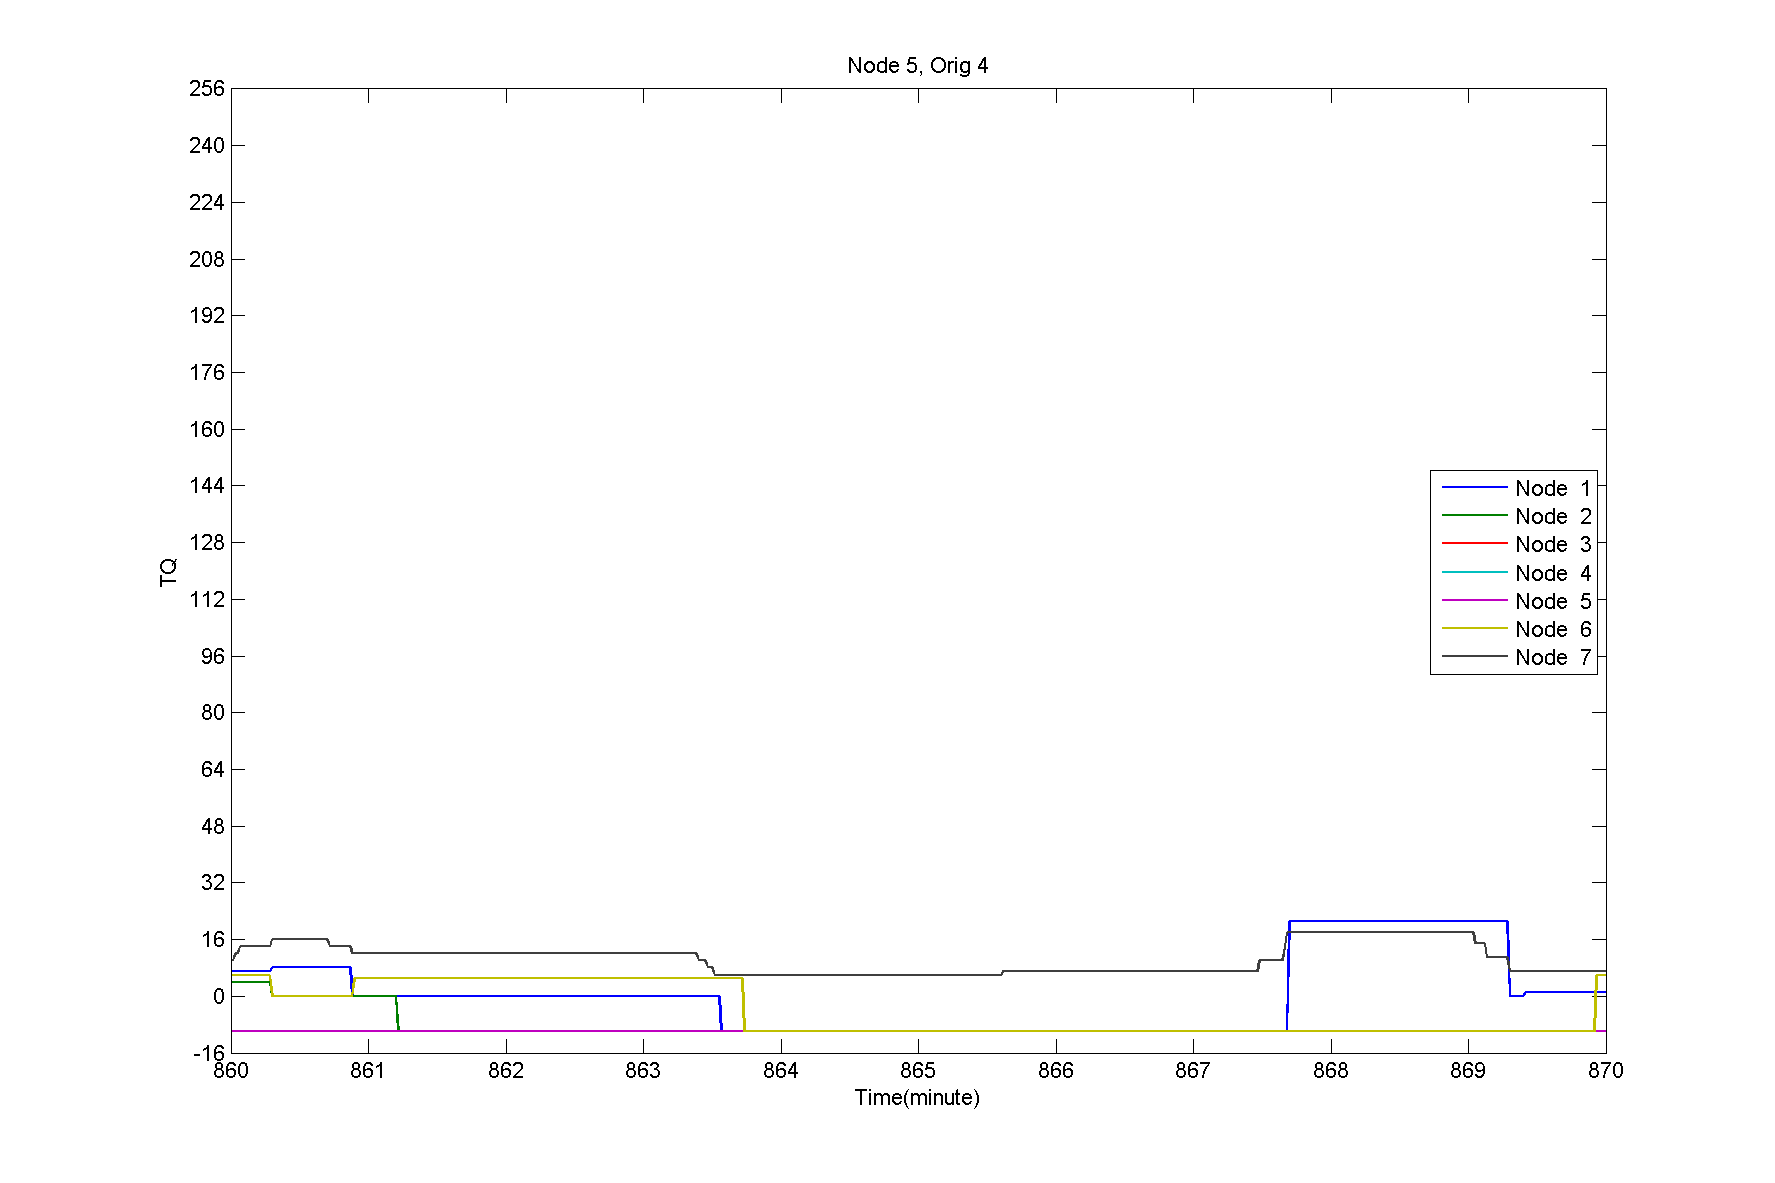 Node 5, Orig 4
256
240
224
208
192
176
160
144
128
112
96
80
64
48
32
16
0
-16
TQ
Node 1
Node 2
Node 3
Node 4
Node 5
Node 6
Node 7
860 861 862 863 864 865 866 867 868 869 870
Time(minute)